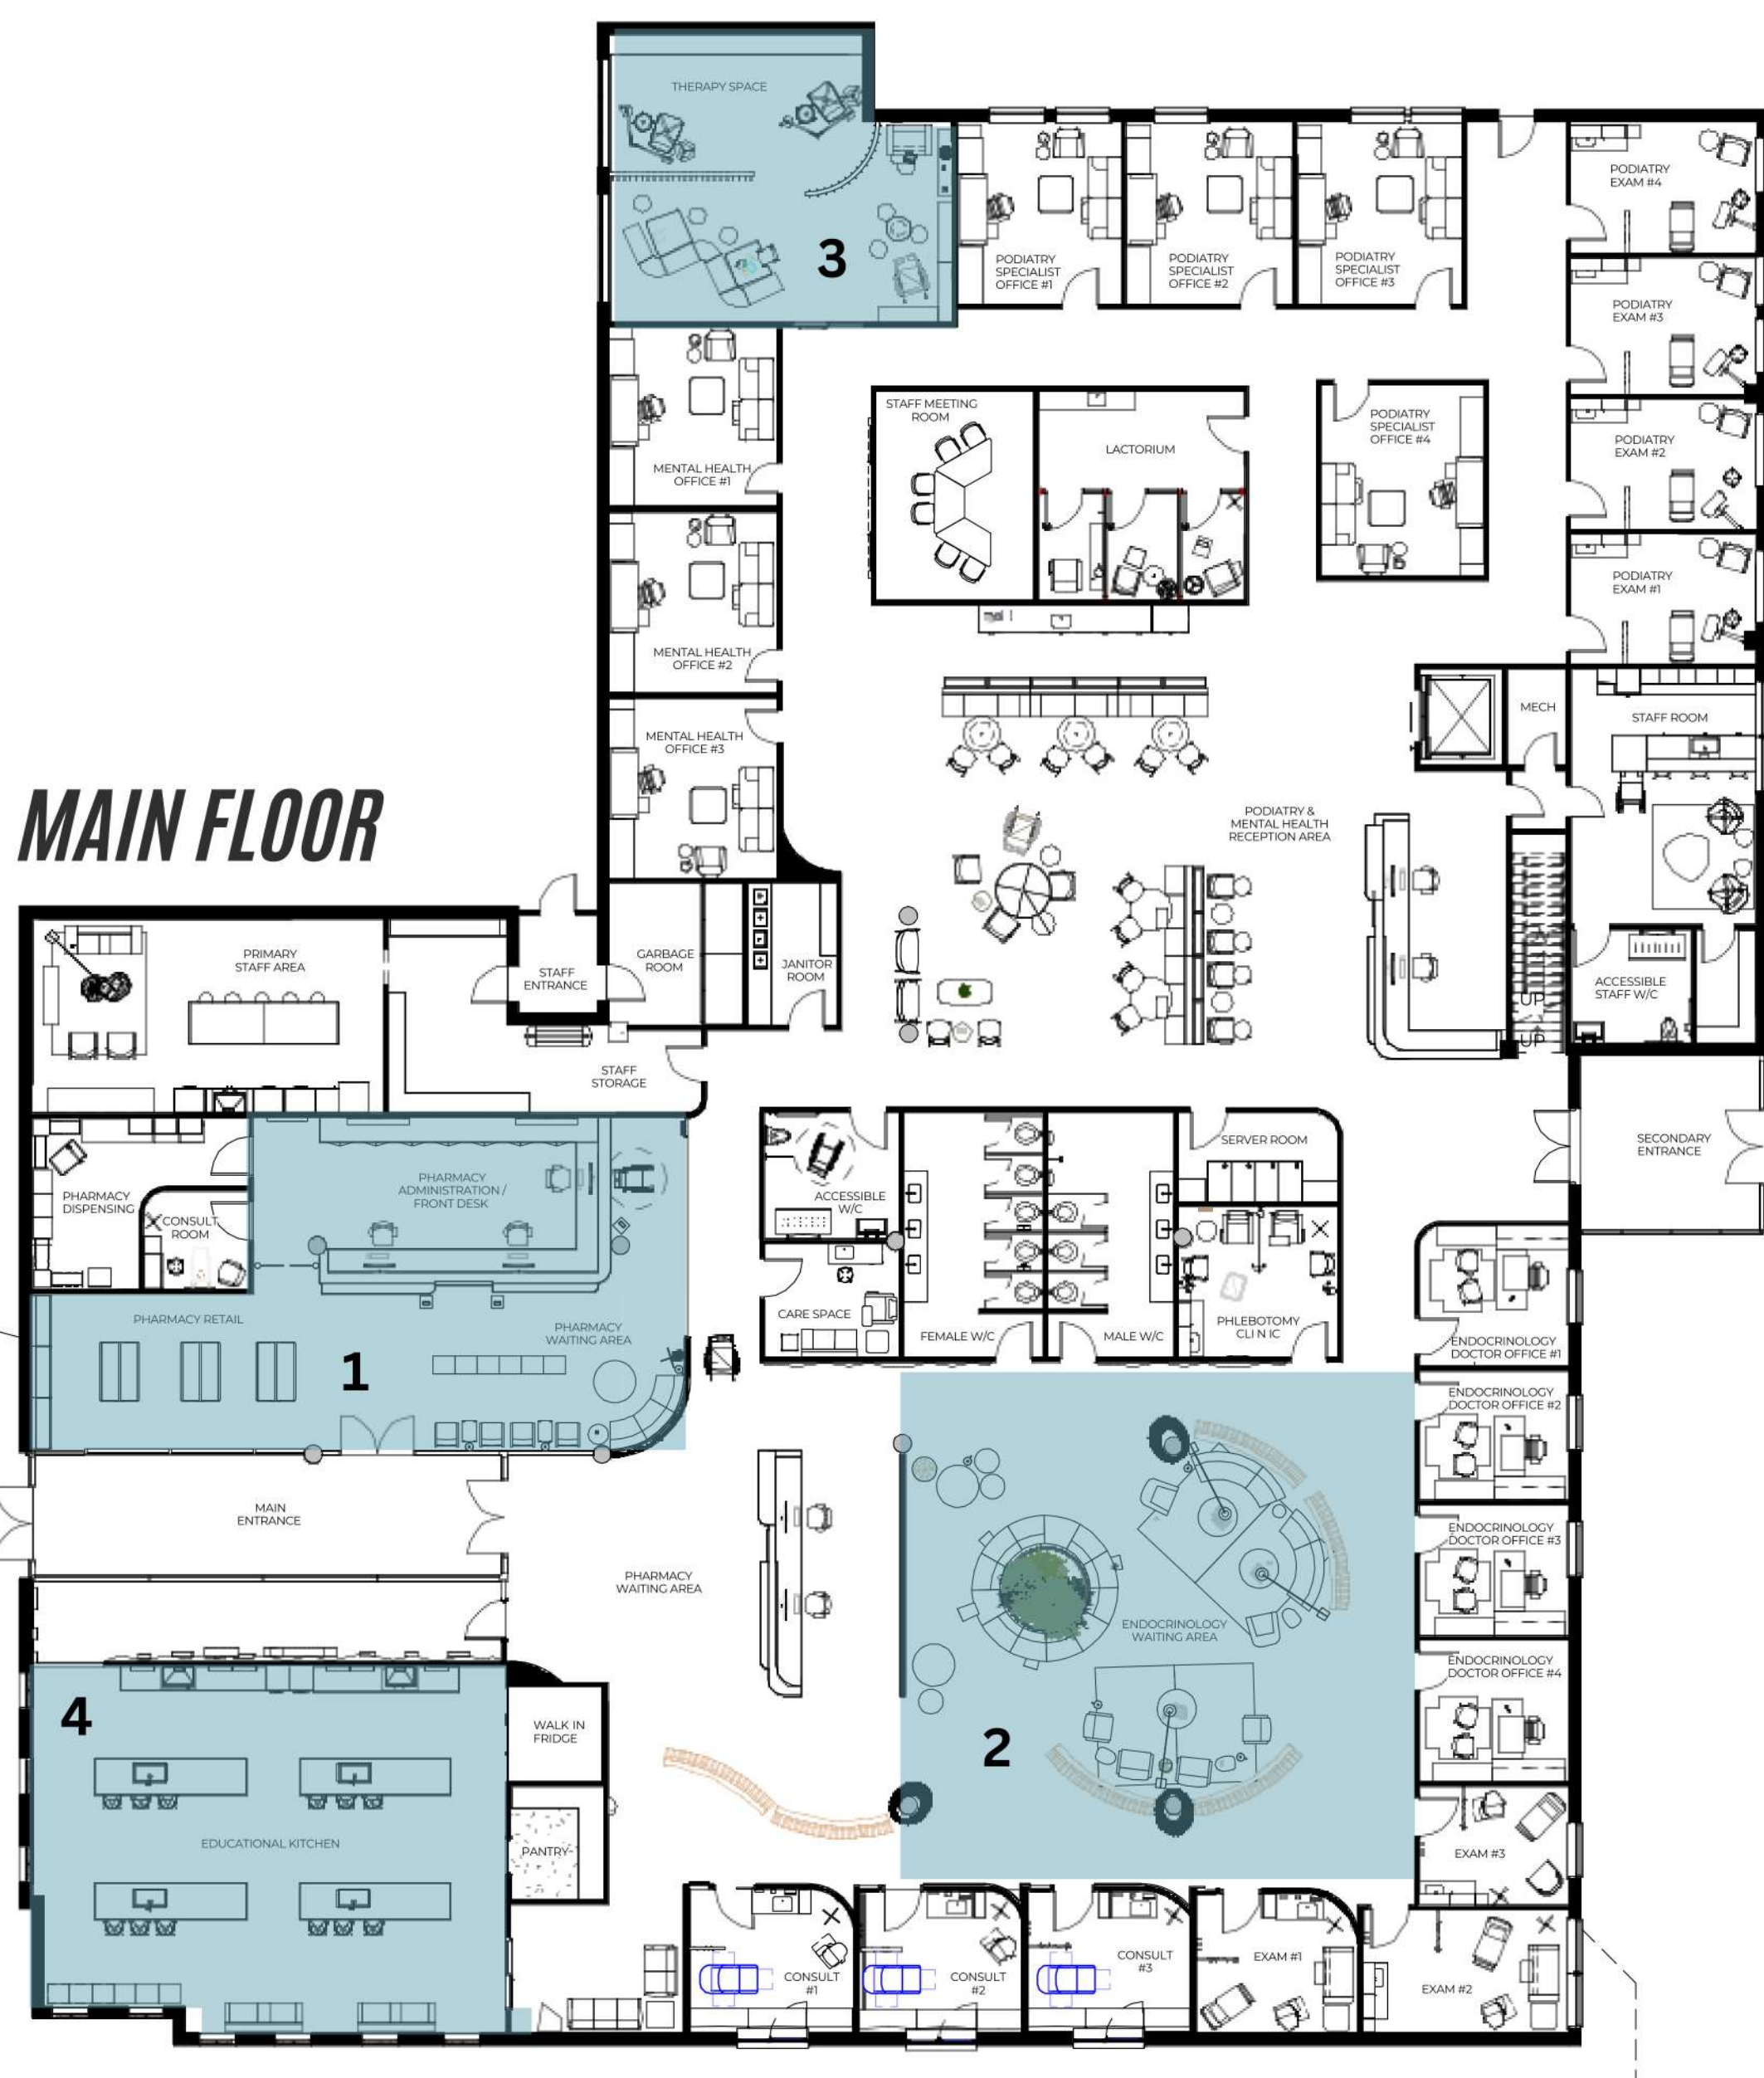 THERAPY SPACE
3
PODIATRY
SPECIALIST
OFFICE #1
PODIATRY
SPECIALIST
OFFICE #2
PODIATRY
SPECIALIST
OFFICE #3
PODIATRY
EXAM #4
PODIATRY
EXAM #3
PODIATRY
EXAM #2
PODIATRY
EXAM #1
STAFF MEETING
ROOM
LACTORIUM
PODIATRY
SPECIALIST
OFFICE #4
MENTAL HEALTH
OFFICE #1
MENTAL HEALTH
OFFICE #2
MENTAL HEALTH
OFFICE #3
MECH
STAFF ROOM
MAIN FLOOR
PODIATRY &
MENTAL HEALTH
RECEPTION AREA
PRIMARY
STAFF AREA
STAFF
ENTRANCE
GARBAGE
ROOM
JANITOR
ROOM
UP
UP
ACCESSIBLE
STAFF W/C
STAFF
STORAGE
PHARMACY
DISPENSING
CONSULT
ROOM
PHARMACY
ADMINISTRATION /
FRONT DESK
ACCESSIBLE
W/C
SERVER ROOM
SECONDARY
ENTRANCE
PHARMACY RETAIL
1
PHARMACY
WAITING AREA
CARE SPACE
FEMALE W/C
MALE W/C
PHLEBOTOMY
CLI N IC
ENDOCRINOLOGY
DOCTOR OFFICE #1
ENDOCRINOLOGY
DOCTOR OFFICE #2
ENDOCRINOLOGY
DOCTOR OFFICE #3
ENDOCRINOLOGY
DOCTOR OFFICE #4
MAIN
ENTRANCE
PHARMACY
WAITING AREA
ENDOCRINOLOGY
WAITING AREA
2
4
WALK IN
FRIDGE
EDUCATIONAL KITCHEN
PANTRY
EXAM #3
CONSULT
#1
CONSULT
#2
CONSULT
#3
EXAM #1
EXAM #2